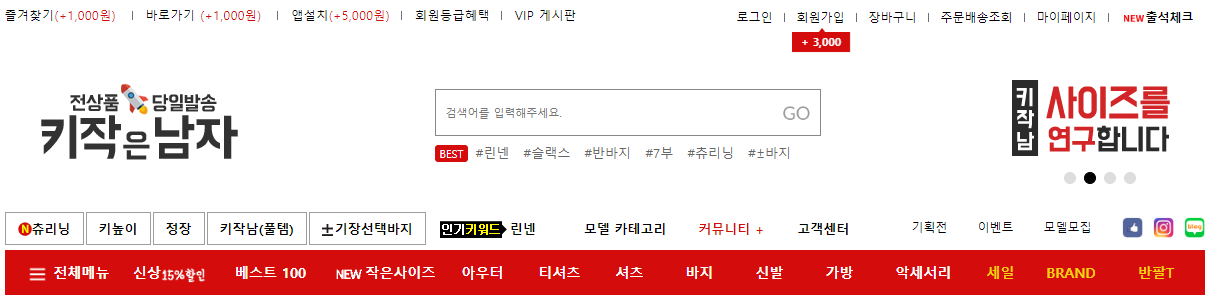 즐겨찾기(+1,000원) 바로가기 (+1,000원) 앱설치(+5,000원) 회원등급혜택 VIP 게시판
로그인 회원가입 장바구니 주문배송조회 마이페이지 NEW 출석체크
+ 3,000
전상품 당일발송
키작은남자
검색어를 입력해주세요. GO
BEST #린넨 #슬랙스 #반바지 #7부 #츄리닝 #±바지
키작남
사이즈를
연구합니다
N츄리닝 키높이 정장 키작남(풀템) ±기장선택바지 인기키워드 린넨 모델 카테고리 커뮤니티 + 고객센터 기획전 이벤트 모델모집 blog
전체메뉴 신상15%할인 베스트 100 NEW 작은사이즈 아우터 티셔츠 셔츠 바지 신발 가방 악세서리 세일 BRAND 반팔T